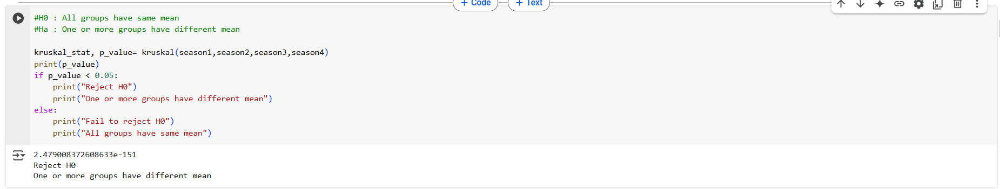 + Code + Text
#H0 : All groups have same mean
#Ha : One or more groups have different mean
kruskal_stat, p_value= kruskal(season1,season2,season3,season4)
print(p_value)
if p_value < 0.05:
    print("Reject H0")
    print("One or more groups have different mean")
else:
    print("Fail to reject H0")
    print("All groups have same mean")
2.479008372608633e-151
Reject H0
One or more groups have different mean